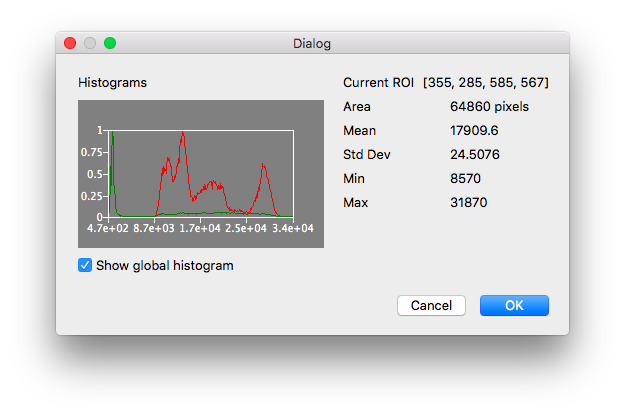 Dialog
Histograms
1
0.75
0.5
0.25
0
4.7e+02 8.7e+03 1.7e+04 2.5e+04 3.4e+04
Show global histogram
Current ROI [355, 285, 585, 567]
Area 64860 pixels
Mean 17909.6
Std Dev 24.5076
Min 8570
Max 31870
Cancel OK